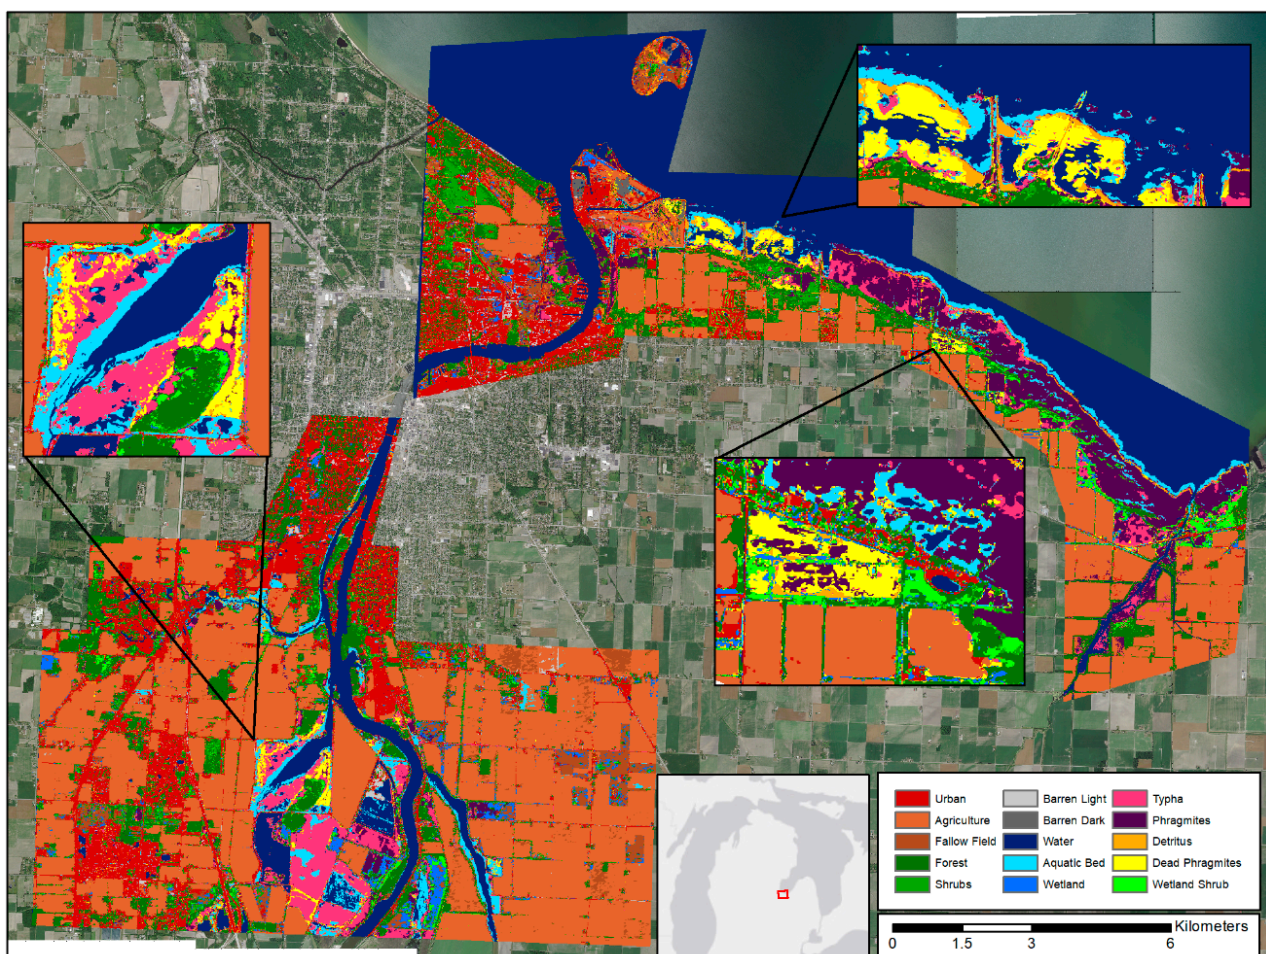 Urban
Agriculture
Fallow Field
Forest
Shrubs
Barren Light
Barren Dark
Water
Aquatic Bed
Wetland
Typha
Phragmites
Detritus
Dead Phragmites
Wetland Shrub
Kilometers
0 1.5 3 6